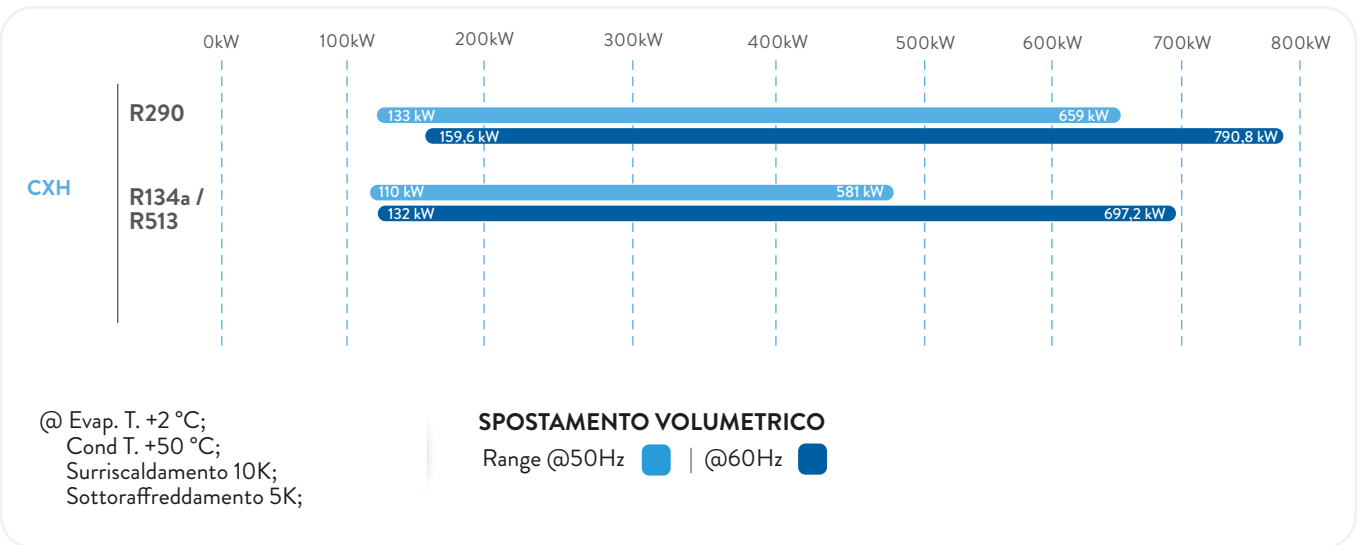 0kW 100kW 200kW 300kW 400kW 500kW 600kW 700kW 800kW
R290
133 kW 659 kW
159,6 kW 790,8 kW
CXH
R134a /
R513
110 kW 581 kW
132 kW 697,2 kW
@ Evap. T. +2 °C;
Cond T. +50 °C;
Surriscaldamento 10K;
Sottoraffreddamento 5K;
SPOSTAMENTO VOLUMETRICO
Range @50Hz | @60Hz